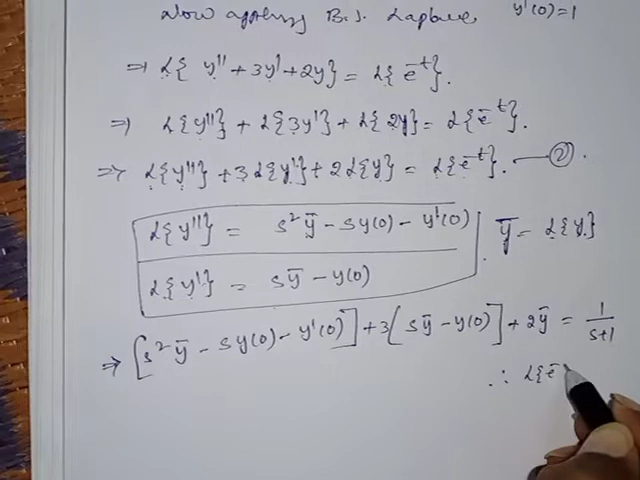 Now applying B.S. Laplace, y'(0)=1
⇒ L{y''+3y'+2y} = L{e^-t}.
⇒ L{y''} + L{3y'} + L{2y} = L{e^-t}.
⇒ L{y''} + 3L{y'} + 2L{y} = L{e^-t}. — ②.
L{y''} = s²ȳ - sy(0) - y'(0) ȳ = L{y}
L{y'} = sȳ - y(0)
⇒ [s²ȳ - sy(0) - y'(0)] + 3[sȳ - y(0)] + 2ȳ = 1/(s+1)
∴ L{e^-